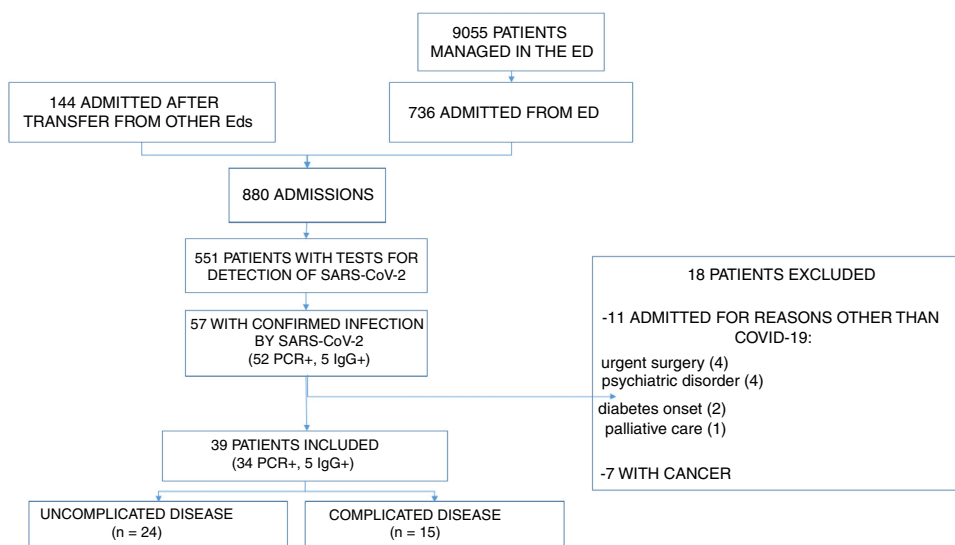 9055 PATIENTS
MANAGED IN THE ED
144 ADMITTED AFTER
TRANSFER FROM OTHER Eds
736 ADMITTED FROM ED
880 ADMISSIONS
551 PATIENTS WITH TESTS FOR
DETECTION OF SARS-CoV-2
57 WITH CONFIRMED INFECTION
BY SARS-CoV-2
(52 PCR+, 5 IgG+)
18 PATIENTS EXCLUDED
-11 ADMITTED FOR REASONS OTHER THAN
COVID-19:
urgent surgery (4)
psychiatric disorder (4)
diabetes onset (2)
palliative care (1)
-7 WITH CANCER
39 PATIENTS INCLUDED
(34 PCR+, 5 IgG+)
UNCOMPLICATED DISEASE
(n = 24)
COMPLICATED DISEASE
(n = 15)